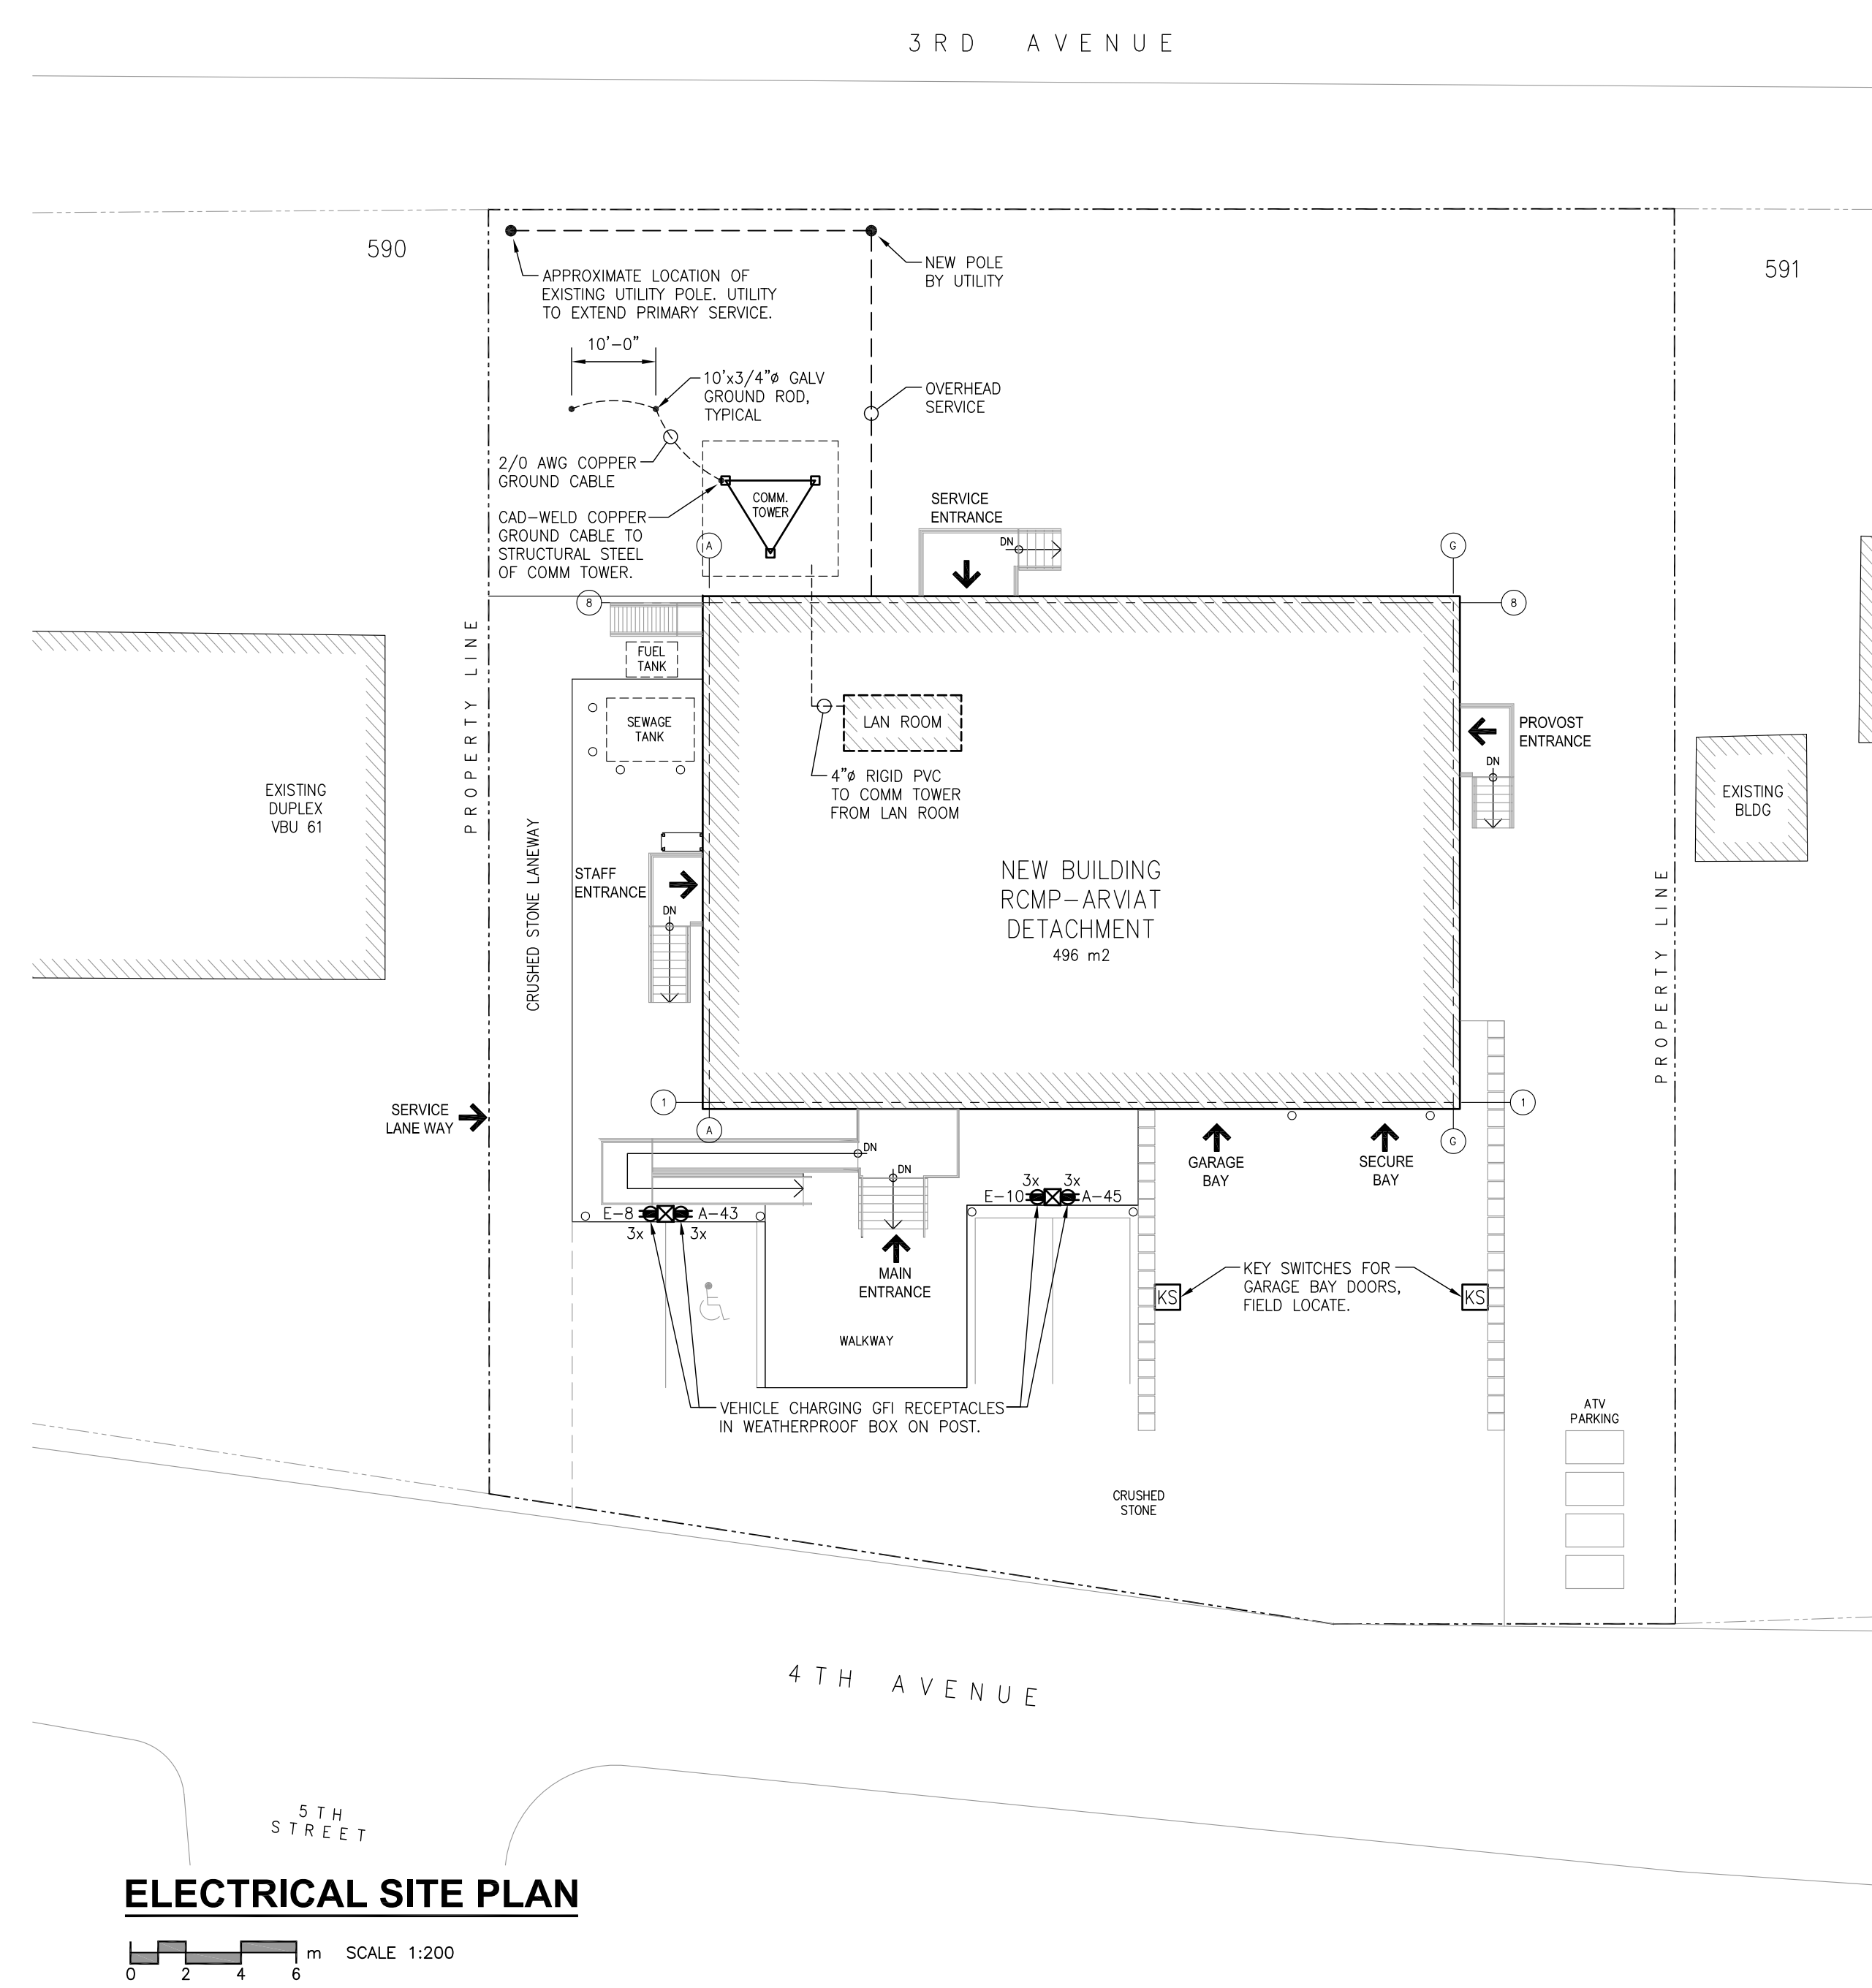 3RD AVENUE
590
591
APPROXIMATE LOCATION OF
EXISTING UTILITY POLE. UTILITY
TO EXTEND PRIMARY SERVICE.
NEW POLE
BY UTILITY
10'-0"
10'x3/4"ø GALV
GROUND ROD,
TYPICAL
OVERHEAD
SERVICE
2/0 AWG COPPER
GROUND CABLE
CAD-WELD COPPER
GROUND CABLE TO
STRUCTURAL STEEL
OF COMM TOWER.
COMM.
TOWER
SERVICE
ENTRANCE
DN
A
G
8
8
FUEL
TANK
SEWAGE
TANK
LAN ROOM
4"ø RIGID PVC
TO COMM TOWER
FROM LAN ROOM
PROVOST
ENTRANCE
DN
PROPERTY LINE
EXISTING
DUPLEX
VBU 61
EXISTING
BLDG
CRUSHED STONE LANEWAY
STAFF
ENTRANCE
DN
NEW BUILDING
RCMP-ARVIAT
DETACHMENT
496 m2
PROPERTY LINE
SERVICE
LANE WAY
1
1
A
G
DN
DN
GARAGE
BAY
SECURE
BAY
3x 3x
E-10 A-45
E-8 A-43
3x 3x
MAIN
ENTRANCE
KEY SWITCHES FOR
GARAGE BAY DOORS,
FIELD LOCATE.
KS
KS
WALKWAY
VEHICLE CHARGING GFI RECEPTACLES
IN WEATHERPROOF BOX ON POST.
ATV
PARKING
CRUSHED
STONE
4TH AVENUE
5TH
STREET
ELECTRICAL SITE PLAN
m SCALE 1:200
0 2 4 6